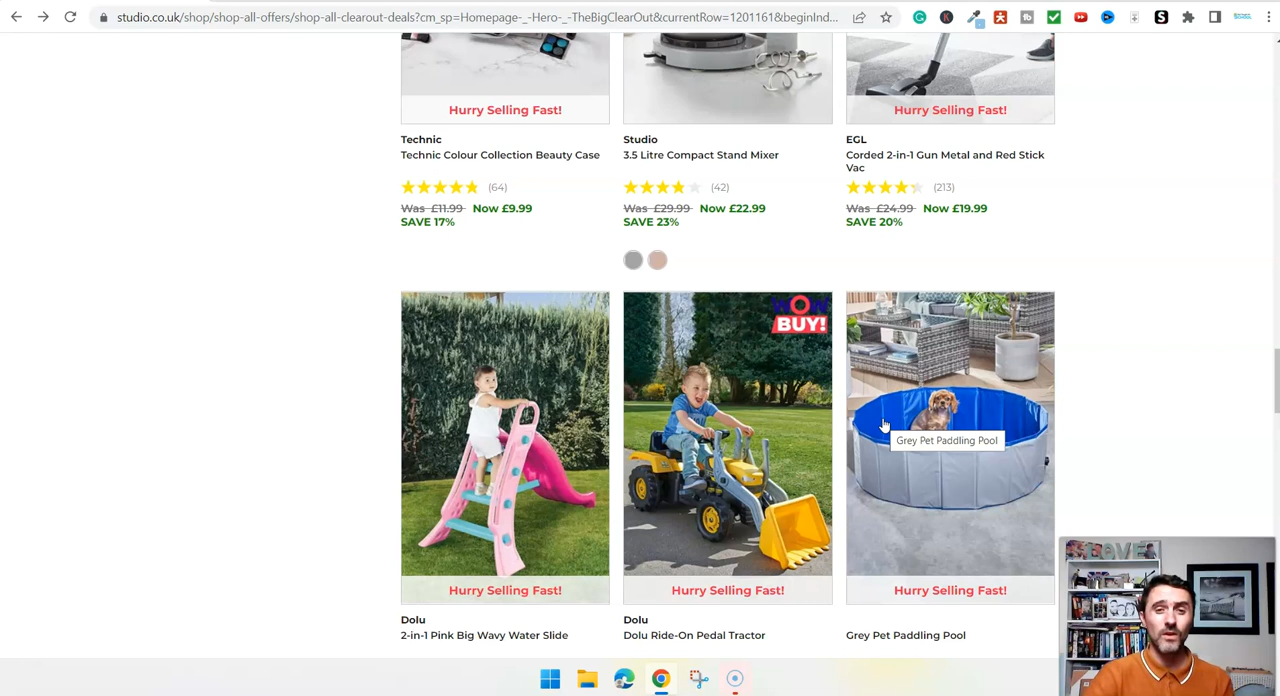 studio.co.uk/shop/shop-all-offers/shop-all-clearout-deals?cm_sp=Homepage-_-Hero-_-TheBigClearOut&currentRow=1201161&beginInd...
Hurry Selling Fast!
Hurry Selling Fast!
Technic
Technic Colour Collection Beauty Case
(64)
Was £11.99 Now £9.99
SAVE 17%
Studio
3.5 Litre Compact Stand Mixer
(42)
Was £29.99 Now £22.99
SAVE 23%
EGL
Corded 2-in-1 Gun Metal and Red Stick
Vac
(213)
Was £24.99 Now £19.99
SAVE 20%
WOW
BUY!
Grey Pet Paddling Pool
Hurry Selling Fast!
Hurry Selling Fast!
Hurry Selling Fast!
Dolu
2-in-1 Pink Big Wavy Water Slide
Dolu
Dolu Ride-On Pedal Tractor
Grey Pet Paddling Pool
LOVE